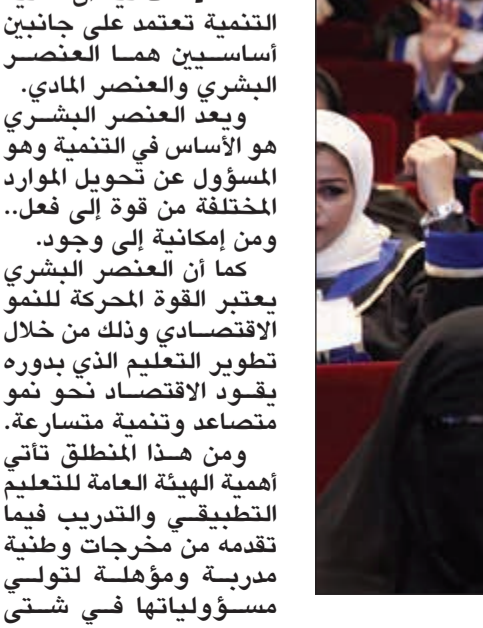 التنمية تعتمد على جانبين
أساسيين هما العنصر
البشري والعنصر المادي.
ويعد العنصر البشري
هو الأساس في التنمية وهو
المسؤول عن تحويل الموارد
المختلفة من قوة إلى فعل..
ومن إمكانية إلى وجود.
كما أن العنصر البشري
يعتبر القوة المحركة للنمو
الاقتصادي وذلك من خلال
تطوير التعليم الذي بدوره
يقود الاقتصاد نحو نمو
متصاعد وتنمية متسارعة.
ومن هذا المنطلق تأتي
أهمية الهيئة العامة للتعليم
التطبيقي والتدريب فيما
تقدمه من مخرجات وطنية
مدربة ومؤهلة لتولي
مسؤولياتها في شتى